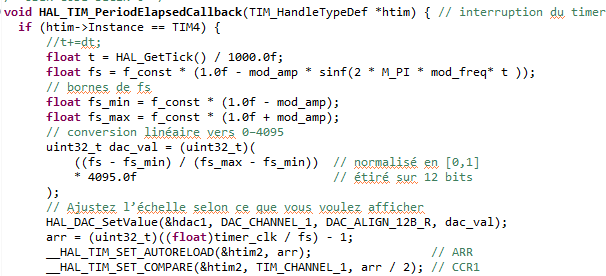 void HAL_TIM_PeriodElapsedCallback(TIM_HandleTypeDef *htim) { // interruption du timer
if (htim->Instance == TIM4) {
//t+=dt;
float t = HAL_GetTick() / 1000.0f;
float fs = f_const * (1.0f - mod_amp * sinf(2 * M_PI * mod_freq* t ));
// bornes de fs
float fs_min = f_const * (1.0f - mod_amp);
float fs_max = f_const * (1.0f + mod_amp);
// conversion linéaire vers 0–4095
uint32_t dac_val = (uint32_t)(
((fs - fs_min) / (fs_max - fs_min)) // normalisé en [0,1]
* 4095.0f // étiré sur 12 bits
);
// Ajustez l’échelle selon ce que vous voulez afficher
HAL_DAC_SetValue(&hdac1, DAC_CHANNEL_1, DAC_ALIGN_12B_R, dac_val);
arr = (uint32_t)((float)timer_clk / fs) - 1;
__HAL_TIM_SET_AUTORELOAD(&htim2, arr); // ARR
__HAL_TIM_SET_COMPARE(&htim2, TIM_CHANNEL_1, arr / 2); // CCR1